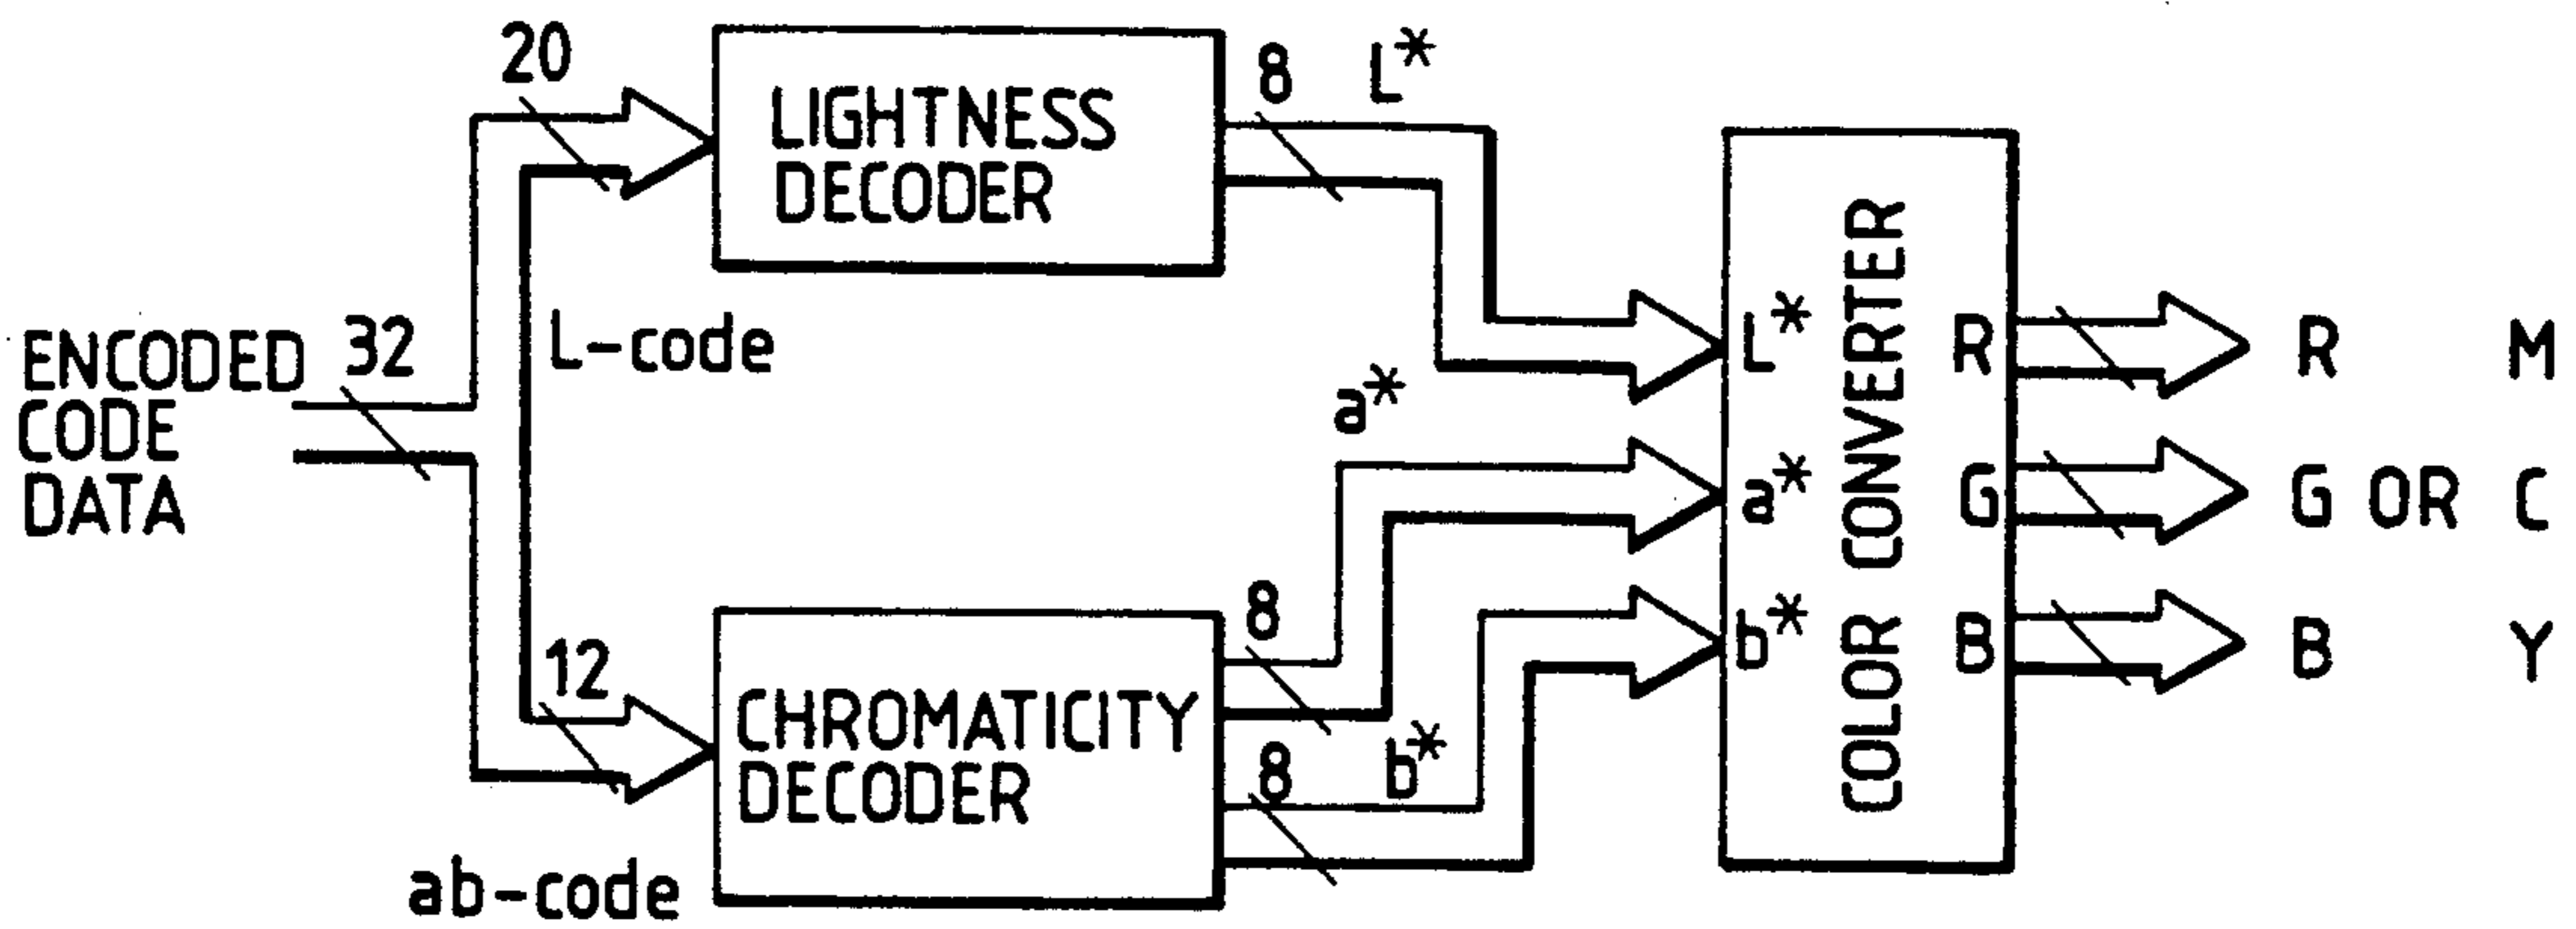 20
8 L*
LIGHTNESS
DECODER
ENCODED
CODE
DATA
32
L-code
a*
L* R
a* G
b* B
COLOR CONVERTER
R M
G OR C
B Y
12
8
8 b*
CHROMATICITY
DECODER
ab-code